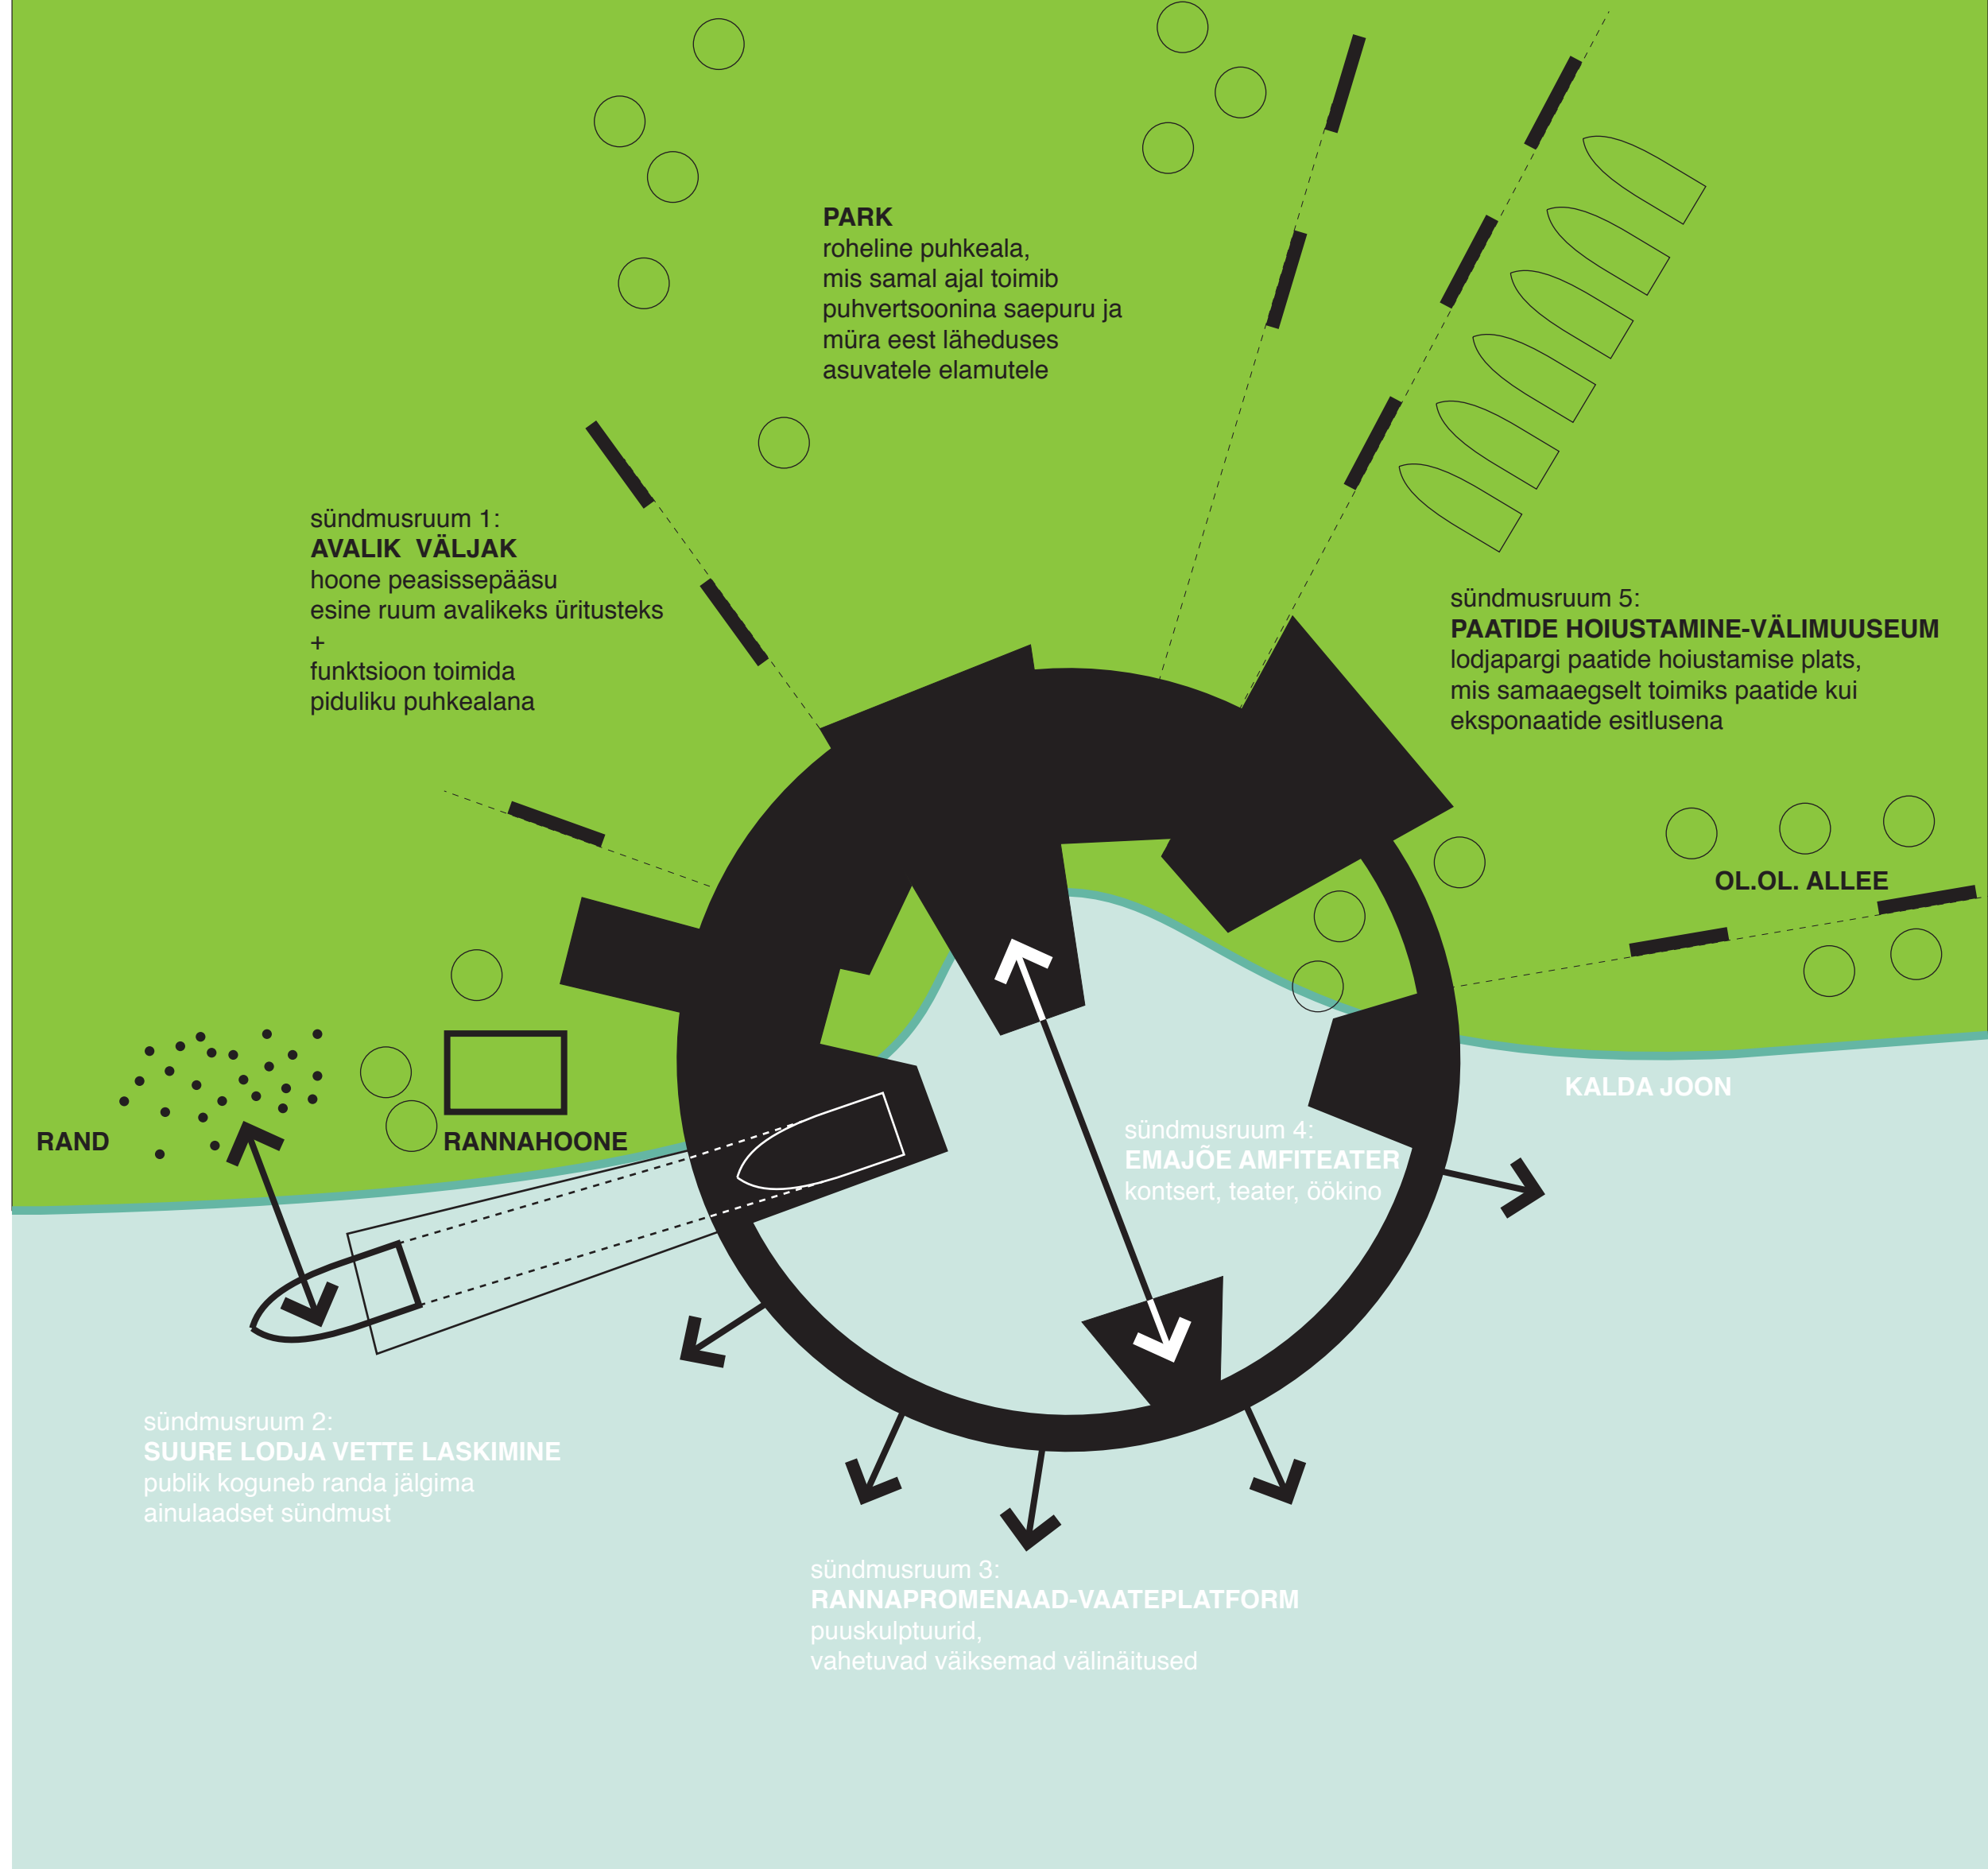 PARK
roheline puhkeala,
mis samal ajal toimib
puhvertsoonina saepuru ja
müra eest läheduses
asuvatele elamutele
sündmusruum 1:
AVALIK VÄLJAK
hoone peasissepääsu
esine ruum avalikeks üritusteks
+
funktsioon toimida
piduliku puhkealana
sündmusruum 5:
PAATIDE HOIUSTAMINE-VÄLIMUUSEUM
lodjapargi paatide hoiustamise plats,
mis samaaegselt toimiks paatide kui
eksponaatide esitlusena
OL.OL. ALLEE
KALDA JOON
RAND
RANNAHOONE
sündmusruum 4:
EMAJÕE AMFITEATER
kontsert, teater, öökino
sündmusruum 2:
SUURE LODJA VETTE LASKIMINE
publik koguneb randa jälgima
ainulaadset sündmust
sündmusruum 3:
RANNAPROMENAAD-VAATEPLATFORM
puuskulptuurid,
vahetuvad väiksemad välinäitused